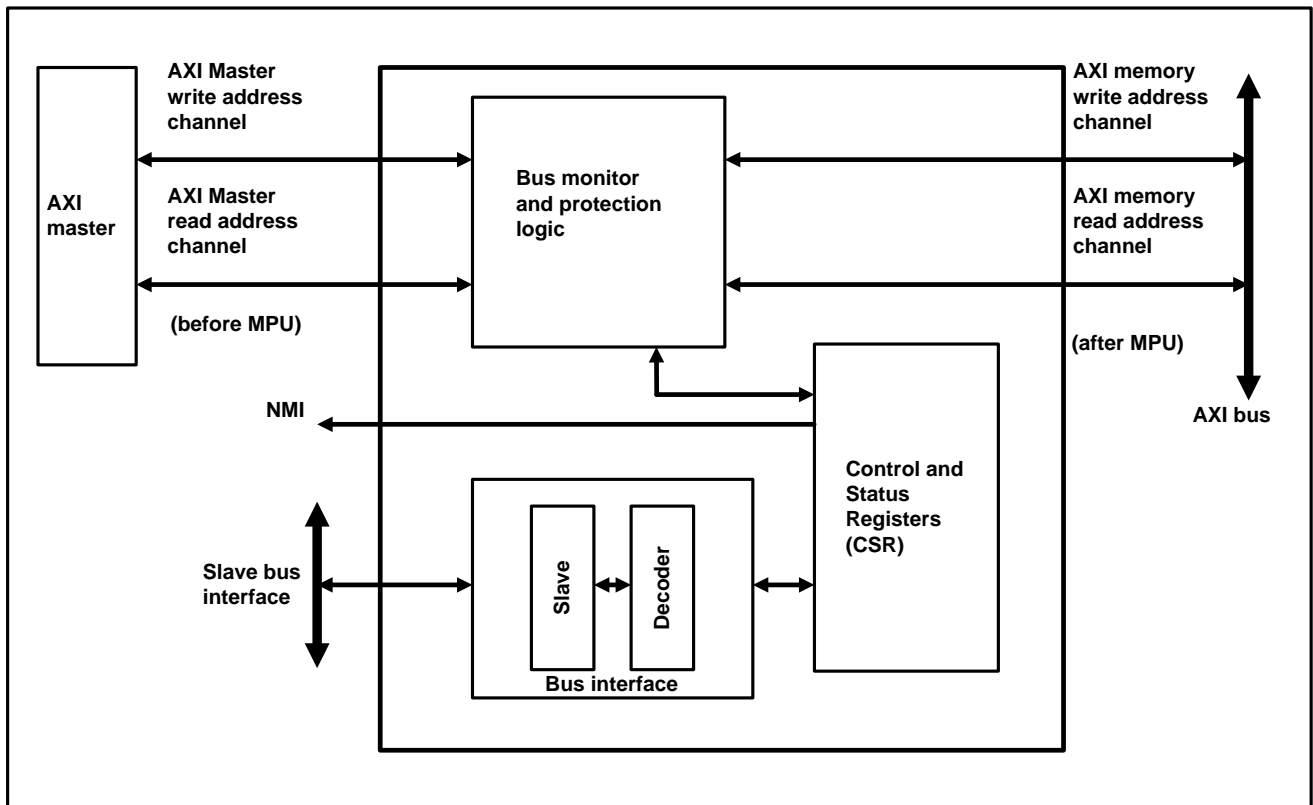 AXI Master
write address
channel
AXI memory
write address
channel
AXI
master
Bus monitor
and protection
logic
AXI Master
read address
channel
AXI memory
read address
channel
(before MPU)
(after MPU)
NMI
AXI bus
Control and
Status
Registers
(CSR)
Slave bus
interface
Slave
Decoder
Bus interface